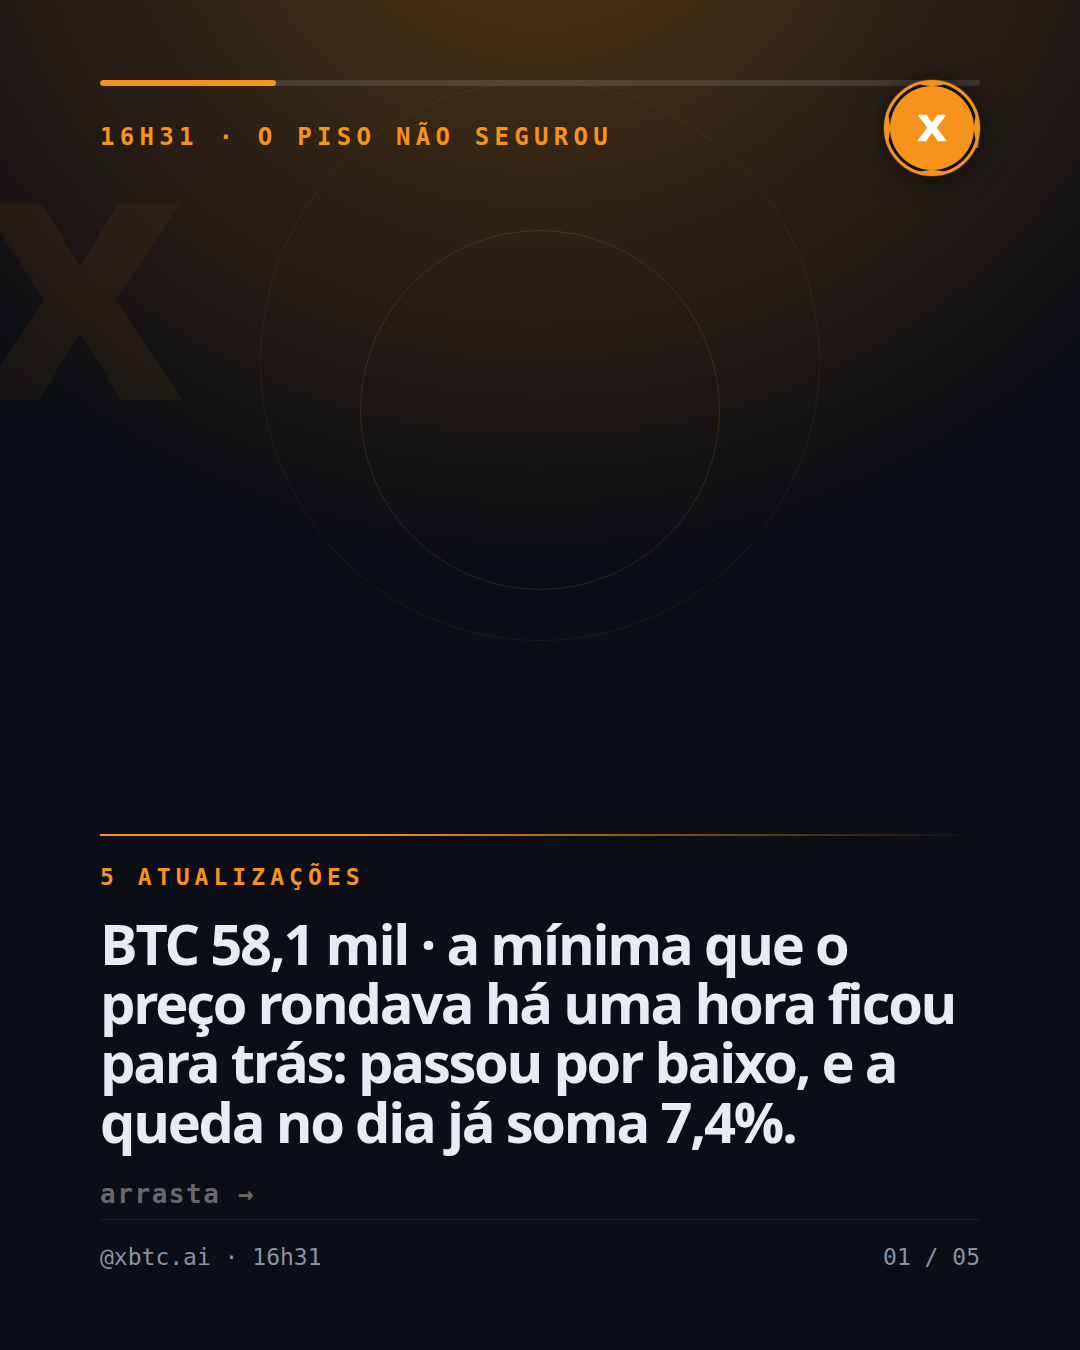 16H31 · O PISO NÃO SEGUROU
X
X
5 ATUALIZAÇÕES
BTC 58,1 mil · a mínima que o
preço rondava há uma hora ficou
para trás: passou por baixo, e a
queda no dia já soma 7,4%.
arrasta →
@xbtc.ai · 16h31
01 / 05